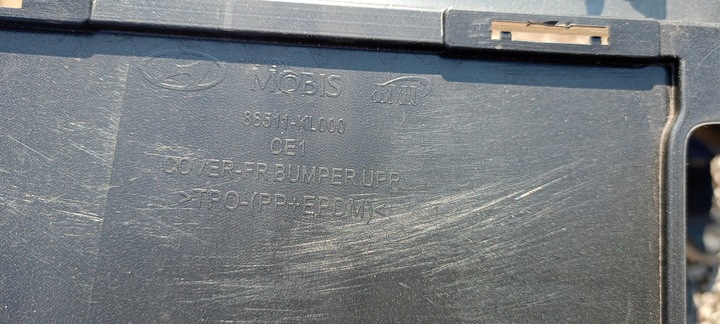 MOBIS
86511-KL000
CE1
COVER-FR BUMPER UPR
>TPO-(PP+EPDM)<